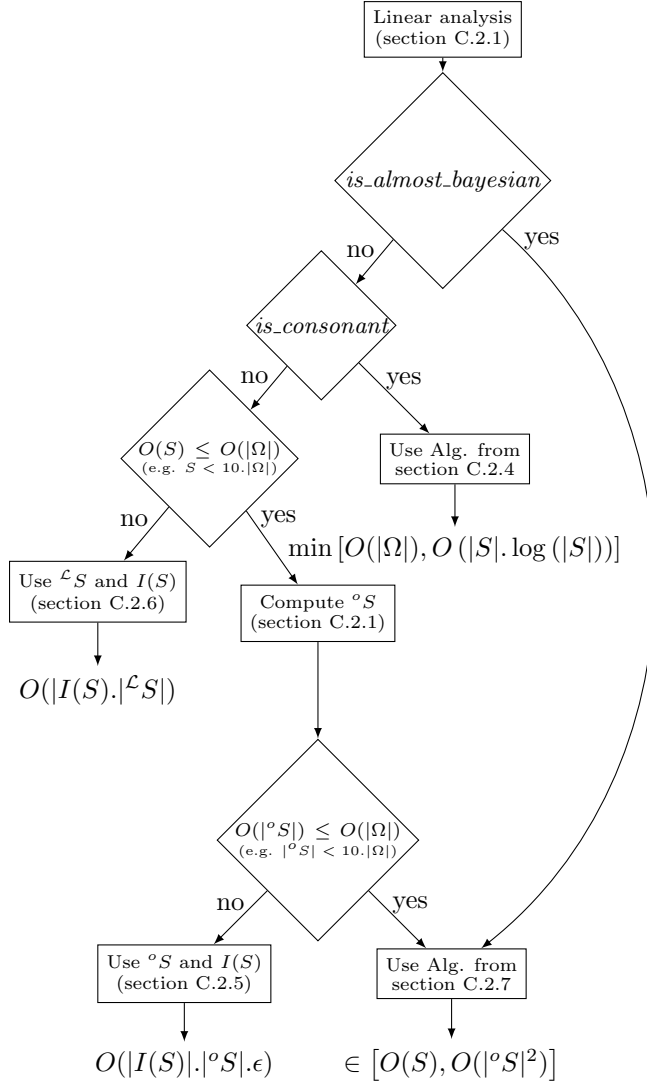 Linear analysis
(section C.2.1)
is_almost_bayesian
yes
no
is_consonant
no
yes
O(S) ≤ O(|Ω|)
(e.g. S < 10.|Ω|)
Use Alg. from
section C.2.4
no
yes
min [O(|Ω|), O (|S|. log (|S|))]
Use ᴸS and I(S)
(section C.2.6)
Compute ᵒS
(section C.2.1)
O(|I(S).|ᴸS|)
O(|ᵒS|) ≤ O(|Ω|)
(e.g. |ᵒS| < 10.|Ω|)
no
yes
Use ᵒS and I(S)
(section C.2.5)
Use Alg. from
section C.2.7
O(|I(S)|.|ᵒS|.ϵ)
∈ [O(S), O(|ᵒS|²)]